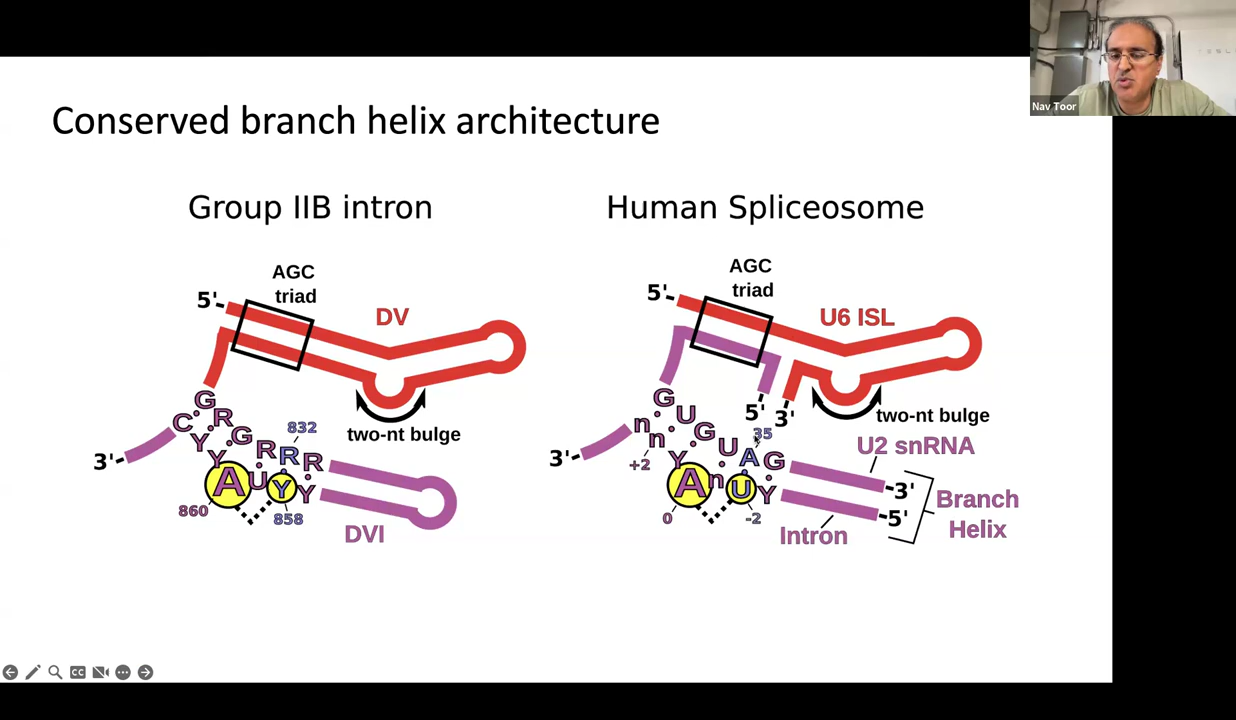 Nav Toor
Conserved branch helix architecture
Group IIB intron
AGC
triad
5'-
DV
two-nt bulge
G
C R
Y G
Y R R R
832
A U Y Y
860
858
3'-
DVI
Human Spliceosome
AGC
triad
5'-
U6 ISL
two-nt bulge
5' 3'
35
G
n U
n G
Y U A G
+2
A n U Y
0
-2
3'-
U2 snRNA
-3'
-5'
Intron
Branch
Helix
CC